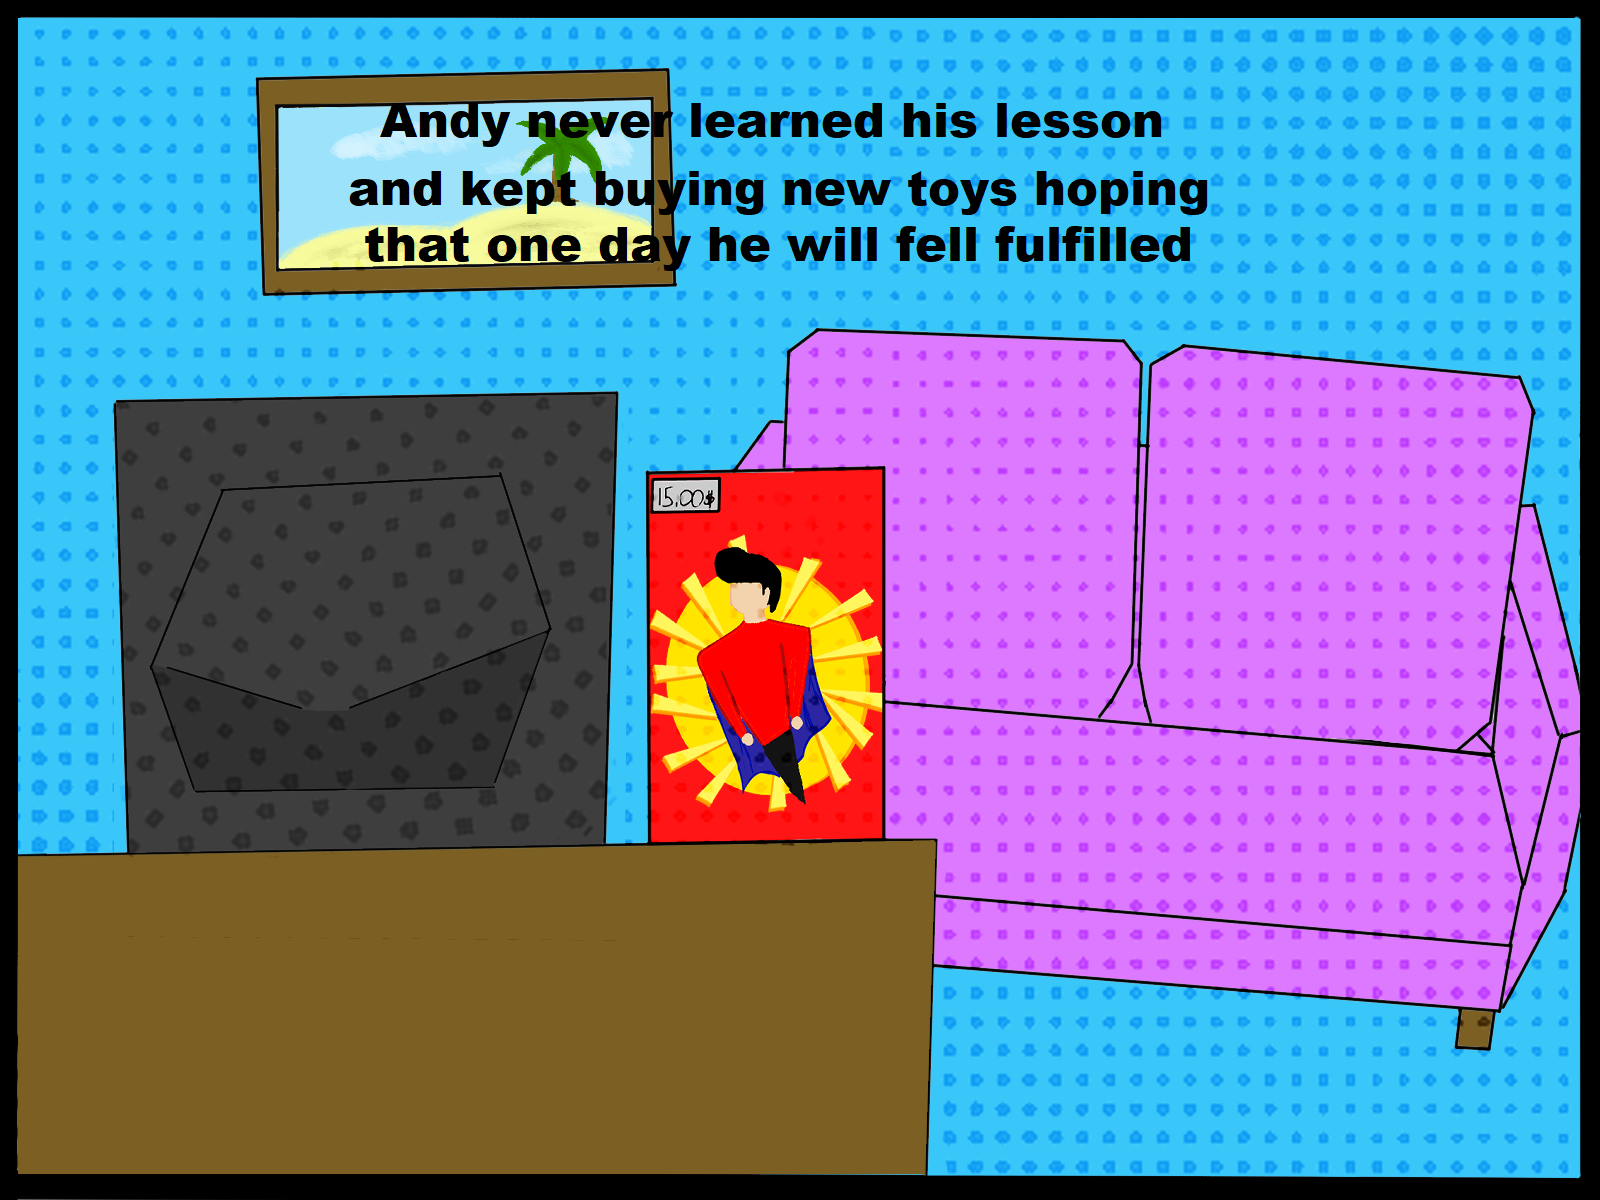 Andy never learned his lesson
and kept buying new toys hoping
that one day he will fell fulfilled
15.00$